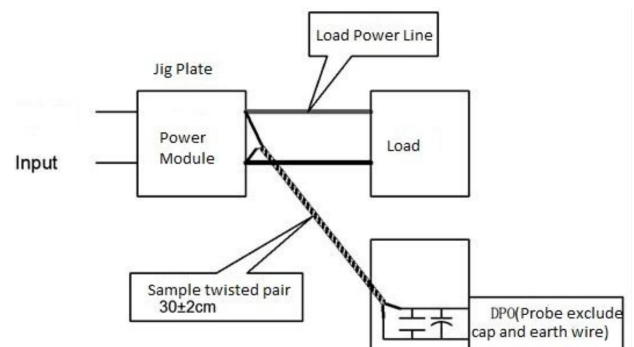 Load Power Line
Jig Plate
Power
Module
Load
Input
Sample twisted pair
30±2cm
DPO(Probe exclude
cap and earth wire)